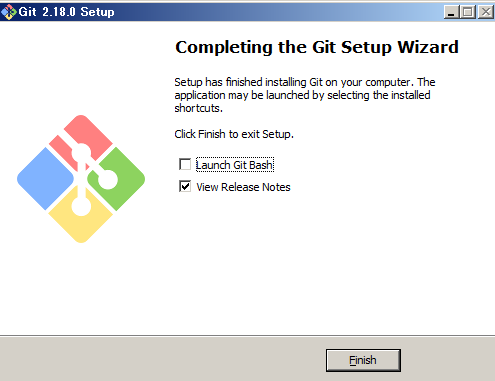 Git 2.18.0 Setup
Completing the Git Setup Wizard
Setup has finished installing Git on your computer. The
application may be launched by selecting the installed
shortcuts.
Click Finish to exit Setup.
Launch Git Bash
View Release Notes
Finish